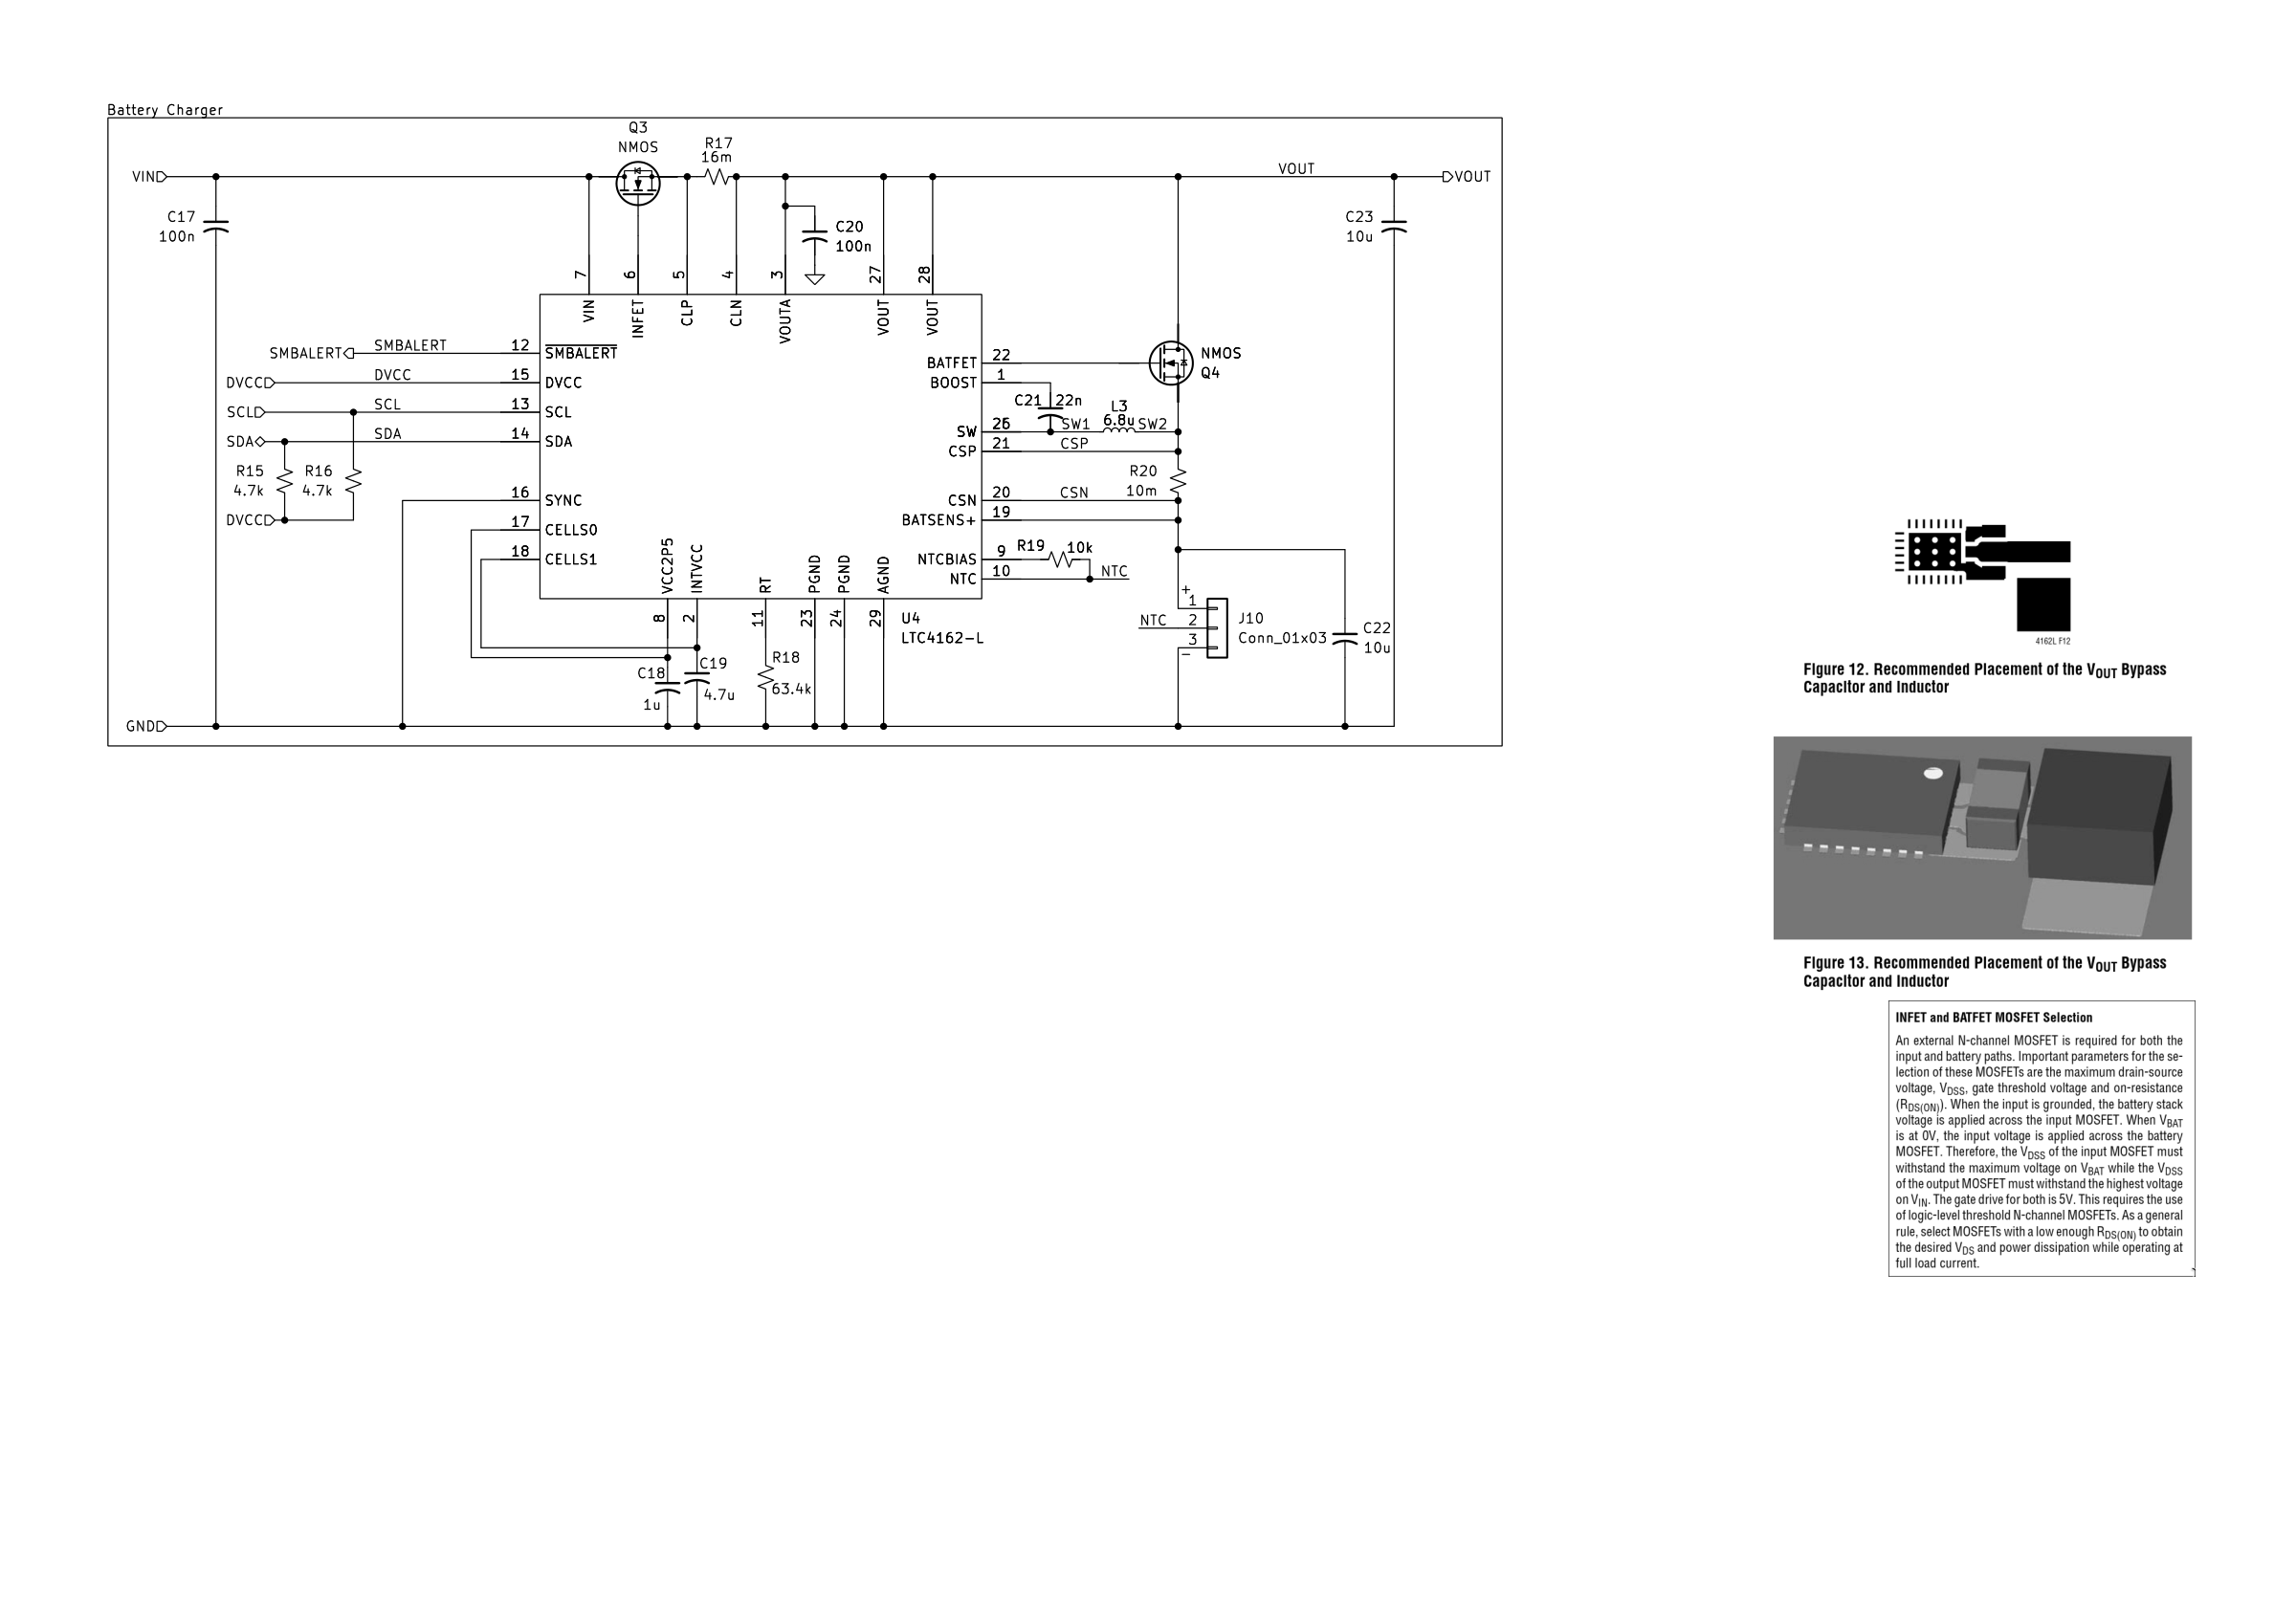 Battery Charger
Q3
NMOS
R17
16m
VIN
VOUT
VOUT
C17
100n
C20
100n
C23
10u
7
6
5
4
3
27
28
VIN
INFET
CLP
CLN
VOUTA
VOUT
VOUT
SMBALERT
SMBALERT
12
SMBALERT
DVCC
DVCC
15
DVCC
SCL
SCL
13
SCL
SDA
SDA
14
SDA
R15
4.7k
R16
4.7k
DVCC
16
SYNC
17
CELLS0
18
CELLS1
BATFET
22
BOOST
1
NMOS
Q4
C21
22n
L3
6.8u
SW
SW1
SW2
CSP
21
CSP
R20
10m
CSN
20
CSN
BATSENS+
19
NTCBIAS
9
R19
10k
NTC
10
NTC
VCC2P5
INTVCC
RT
PGND
PGND
AGND
8
2
11
23
24
29
U4
LTC4162-L
+
1
NTC
2
3
−
J10
Conn_01x03
C22
10u
C18
1u
C19
4.7u
R18
63.4k
GND
4162L F12
Figure 12. Recommended Placement of the VOUT Bypass
Capacitor and Inductor
Figure 13. Recommended Placement of the VOUT Bypass
Capacitor and Inductor
INFET and BATFET MOSFET Selection
An external N-channel MOSFET is required for both the
input and battery paths. Important parameters for the se-
lection of these MOSFETs are the maximum drain-source
voltage, VDSS, gate threshold voltage and on-resistance
(RDS(ON)). When the input is grounded, the battery stack
voltage is applied across the input MOSFET. When VBAT
is at 0V, the input voltage is applied across the battery
MOSFET. Therefore, the VDSS of the input MOSFET must
withstand the maximum voltage on VBAT while the VDSS
of the output MOSFET must withstand the highest voltage
on VIN. The gate drive for both is 5V. This requires the use
of logic-level threshold N-channel MOSFETs. As a general
rule, select MOSFETs with a low enough RDS(ON) to obtain
the desired VDS and power dissipation while operating at
full load current.